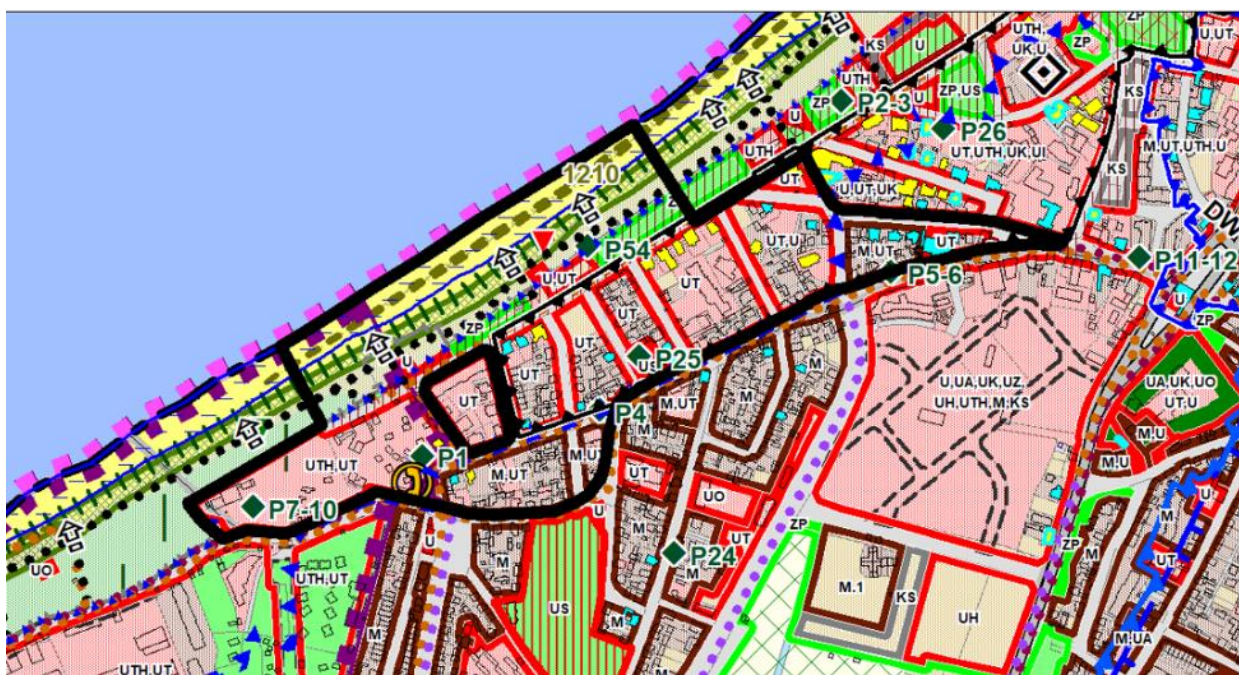 ZP
UTH,
UK,U
ZP
U,UT
KS
U
UTH
ZP,US
KS
ZP
P2-3
U
U
P26
UT,UTH,UK,UI
M,UT,UTH,U
UTH
KS
1210
UT
U,UT,UK
DW
P54
UT,U
M,UT
UT
P5-6
P11-12
U,UT
UT
U
ZP
ZP
UT
U
UT
UT
US
P25
M
M
U,UA,UK,UZ,
UH,UTH,M,KS
UA,UK,UO
UT,U
UT
P4
M,UT
M
M,U
UTH,UT
P1
M,UT
UT
M,U
M
U
P7-10
UO
U
ZP
P24
M
UT
ZP
M
UT
UO
UTH,UT
U
US
M
M.1
KS
UH
M
M,UA
UTH,UT